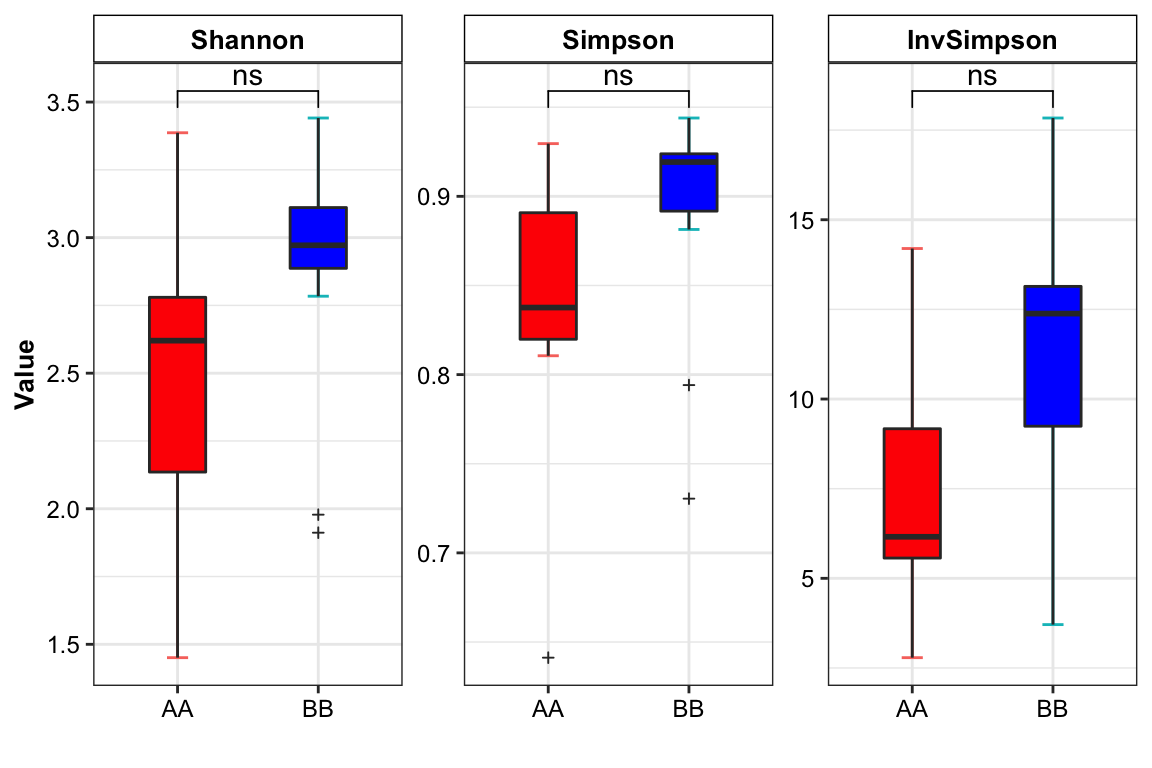 Shannon
Simpson
InvSimpson
ns
ns
ns
Value
3.5
3.0
2.5
2.0
1.5
0.9
0.8
0.7
15
10
5
AA
BB
AA
BB
AA
BB